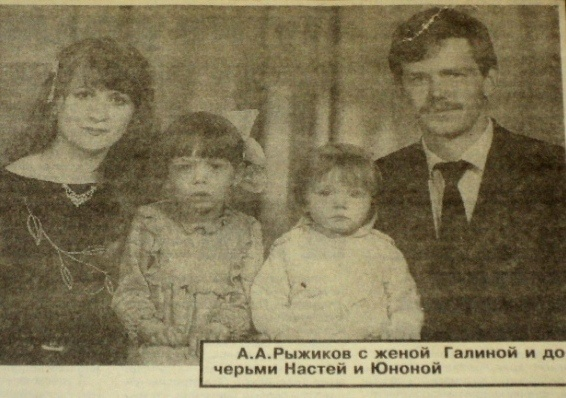 А.А.Рыжиков с женой Галиной и до
черьми Настей и Юноной